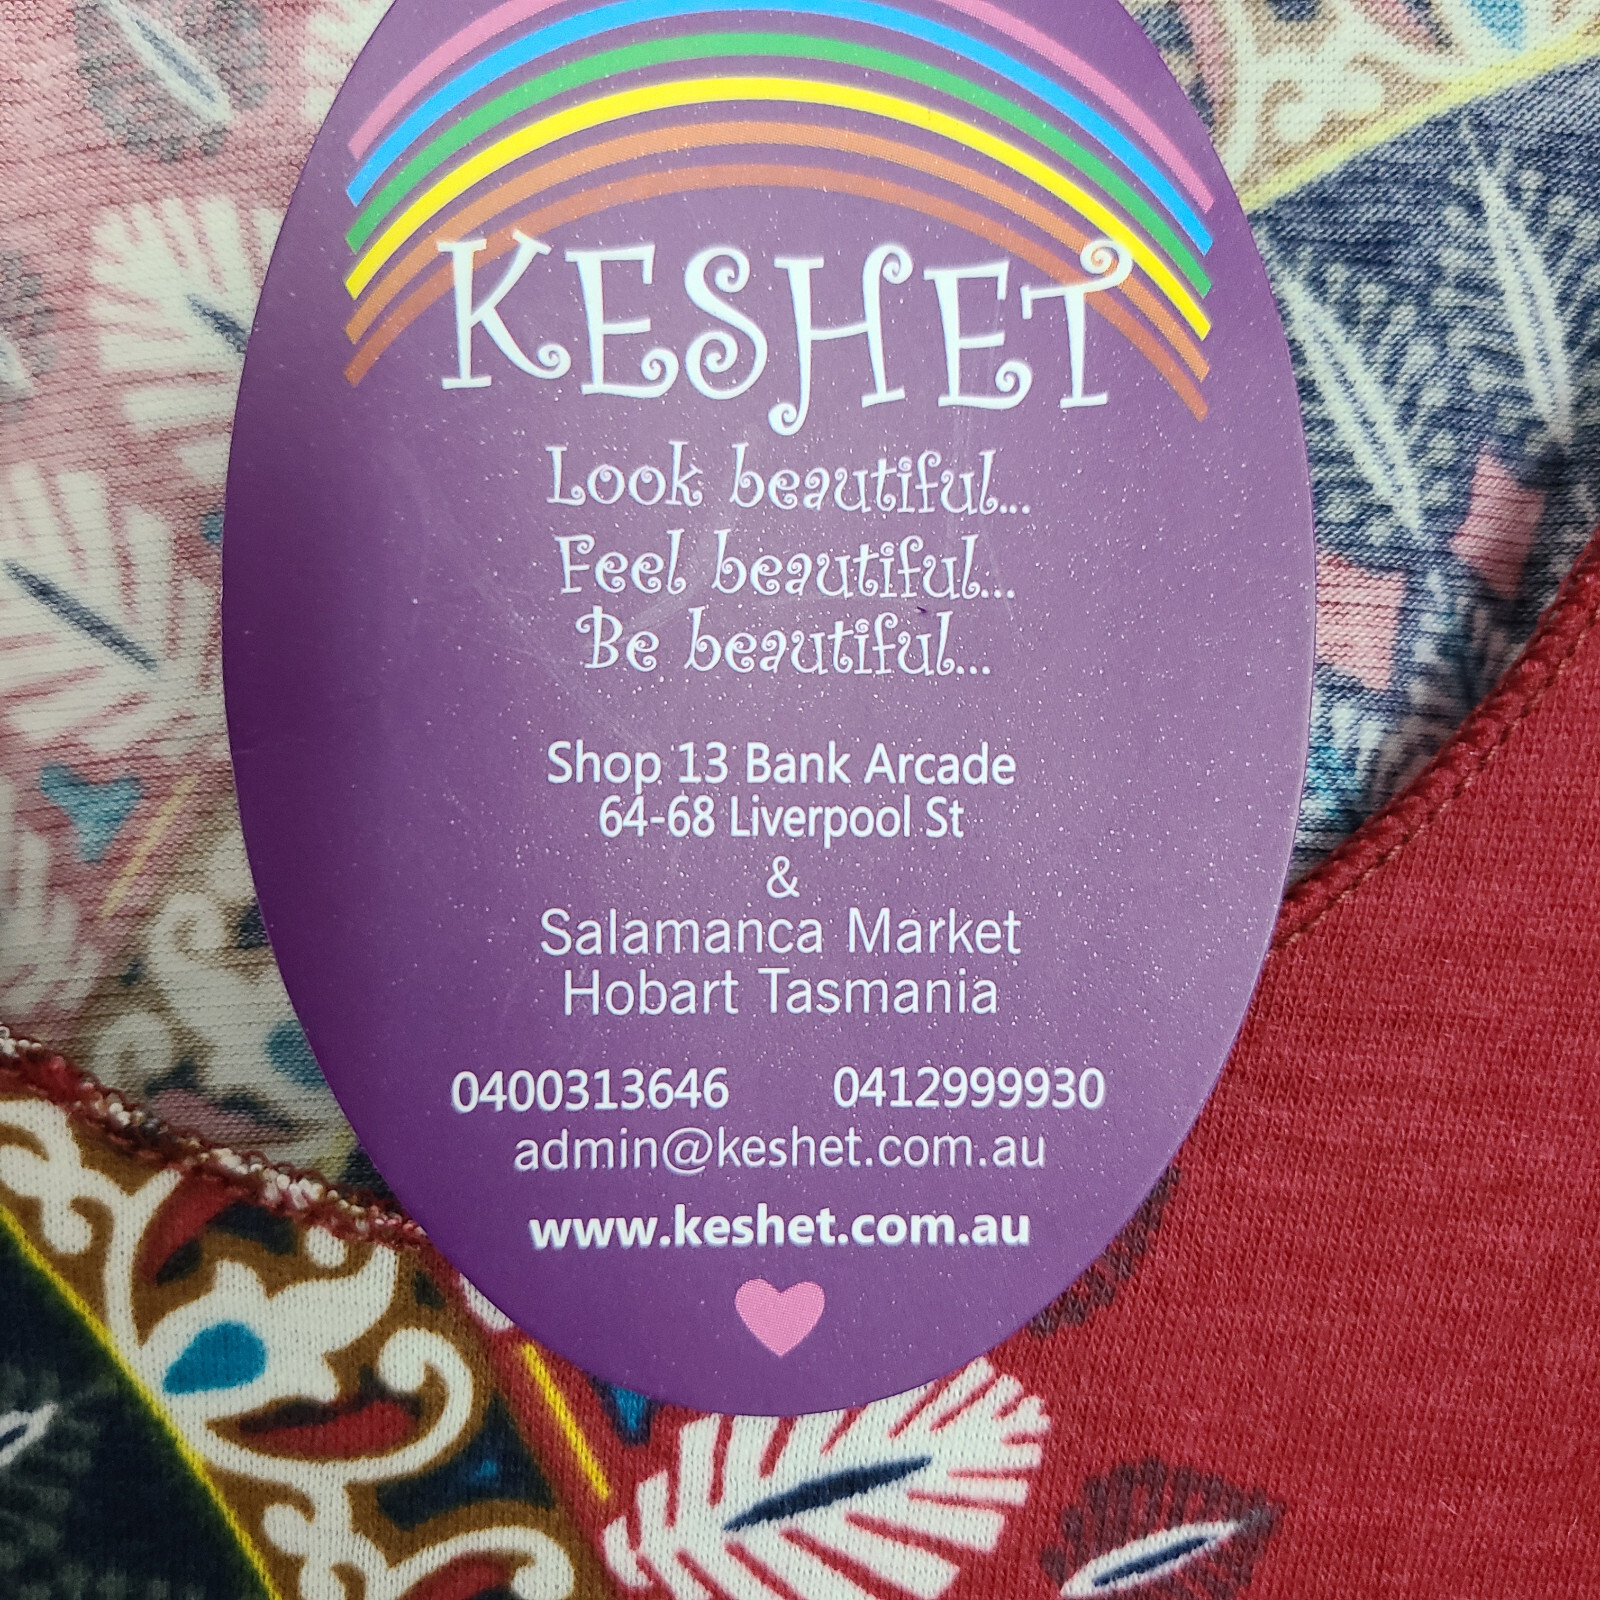 KESHET
Look beautiful...
Feel beautiful...
Be beautiful...
Shop 13 Bank Arcade
64-68 Liverpool St
&
Salamanca Market
Hobart Tasmania
0400313646 0412999930
admin@keshet.com.au
www.keshet.com.au